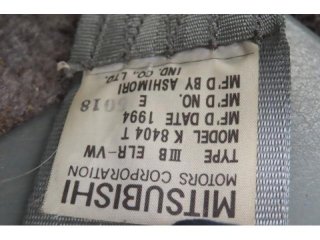 MITSUBISHI
MOTORS CORPORATION
TYPE ⅢB ELR-VW
MODEL K 8404 T
MF'D DATE 1994
MF'D NO. E 5018
MF'D BY ASHIMORI
IND. CO., LTD.